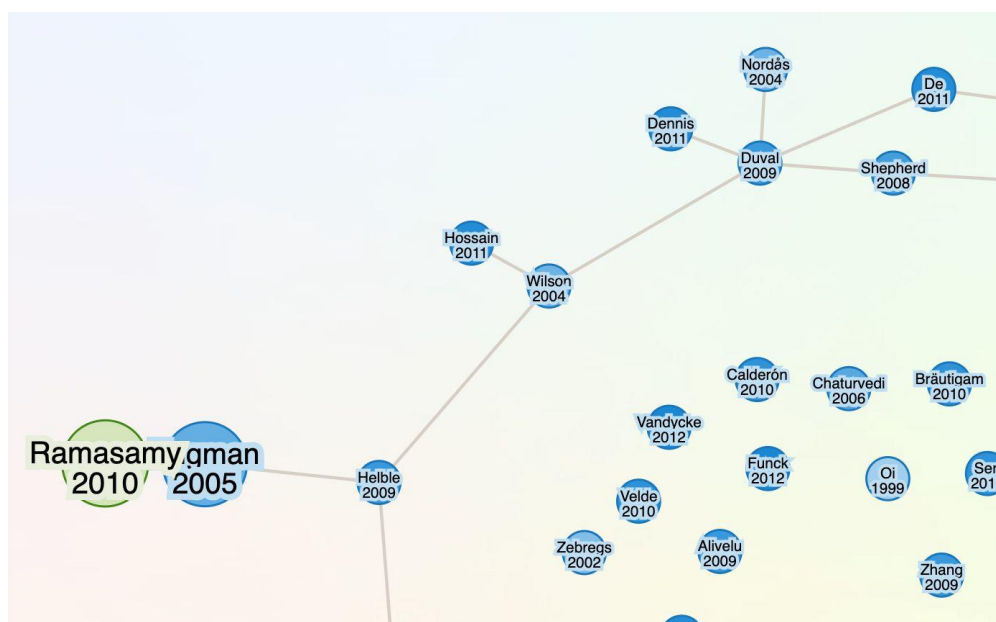 Nordås
2004
De
2011
Dennis
2011
Duval
2009
Shepherd
2008
Hossain
2011
Wilson
2004
Calderón
2010
Chaturvedi
2006
Bräutigam
2010
Vandycke
2012
Ramasamy
2010
2005
Helble
2009
Funck
2012
Oi
1999
Velde
2010
Zebregs
2002
Alivelu
2009
Zhang
2009